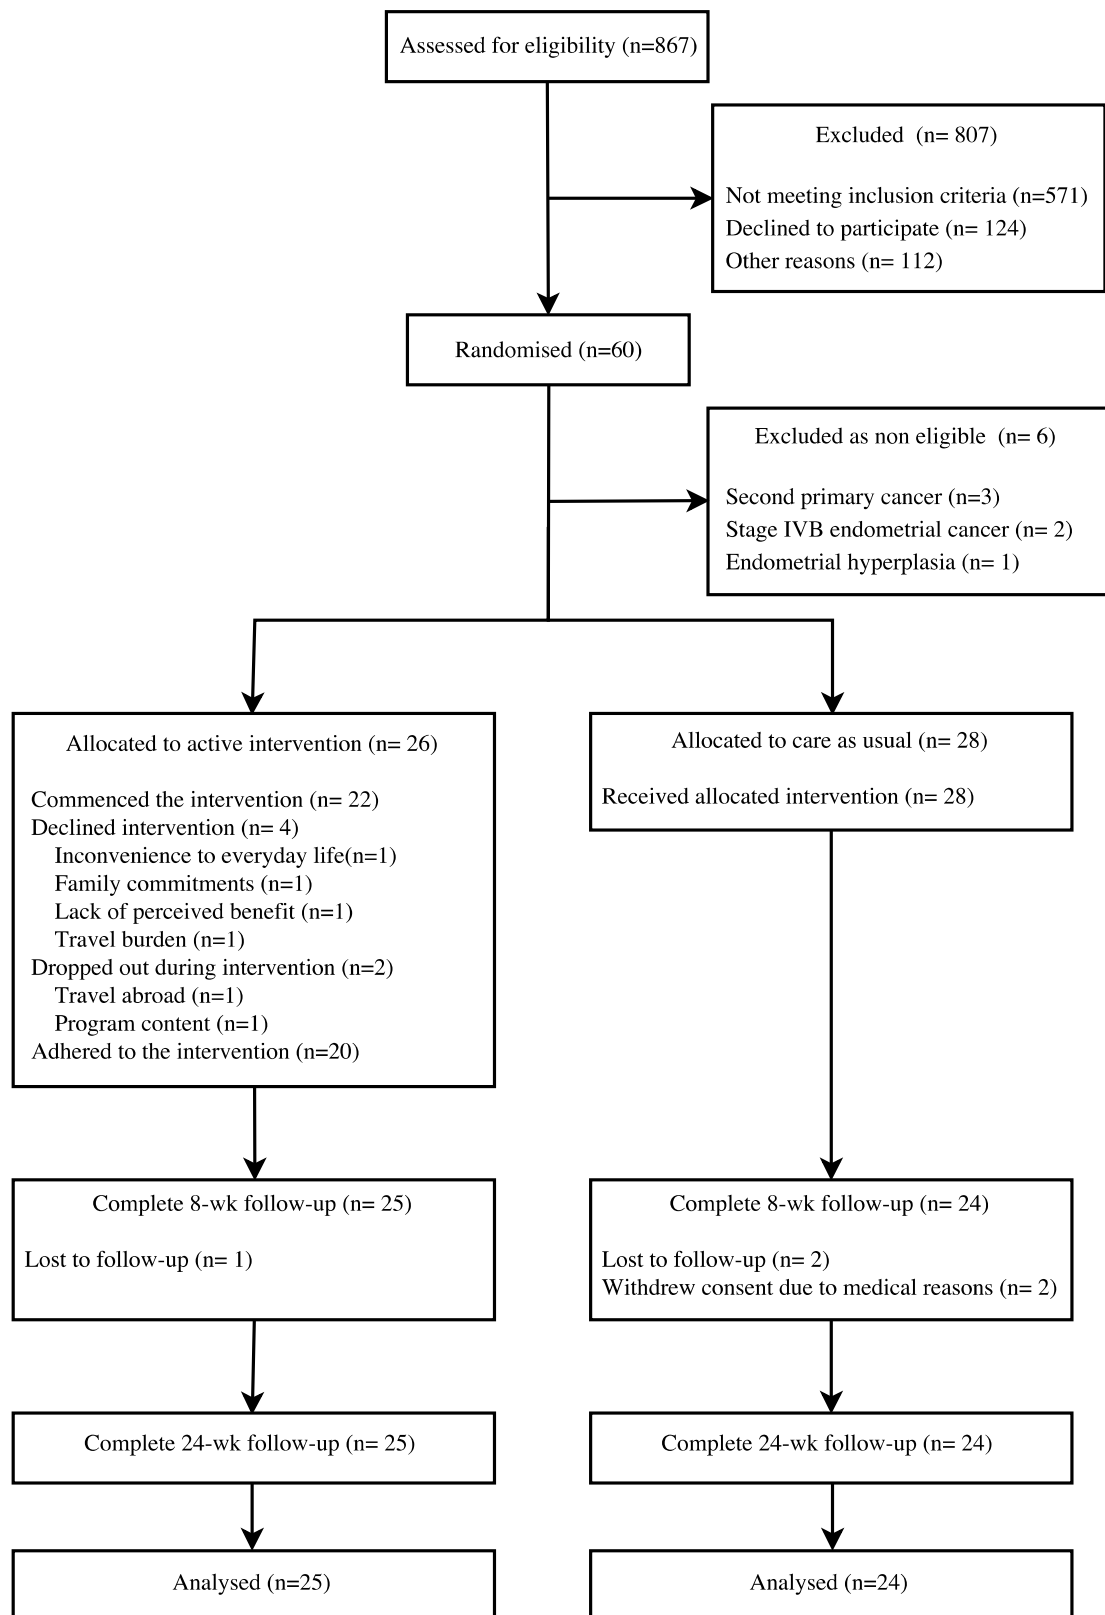 Assessed for eligibility (n=867)
Excluded  (n= 807)
Not meeting inclusion criteria (n=571)
Declined to participate (n= 124)
Other reasons (n= 112)
Randomised (n=60)
Excluded as non eligible  (n= 6)
Second primary cancer (n=3)
Stage IVB endometrial cancer (n= 2)
Endometrial hyperplasia (n= 1)
Allocated to active intervention (n= 26)
Commenced the intervention (n= 22)
Declined intervention (n= 4)
Inconvenience to everyday life(n=1)
Family commitments (n=1)
Lack of perceived benefit (n=1)
Travel burden (n=1)
Dropped out during intervention (n=2)
Travel abroad (n=1)
Program content (n=1)
Adhered to the intervention (n=20)
Allocated to care as usual (n= 28)
Received allocated intervention (n= 28)
Complete 8-wk follow-up (n= 25)
Lost to follow-up (n= 1)
Complete 8-wk follow-up (n= 24)
Lost to follow-up (n= 2)
Withdrew consent due to medical reasons (n= 2)
Complete 24-wk follow-up (n= 25)
Complete 24-wk follow-up (n= 24)
Analysed (n=25)
Analysed (n=24)